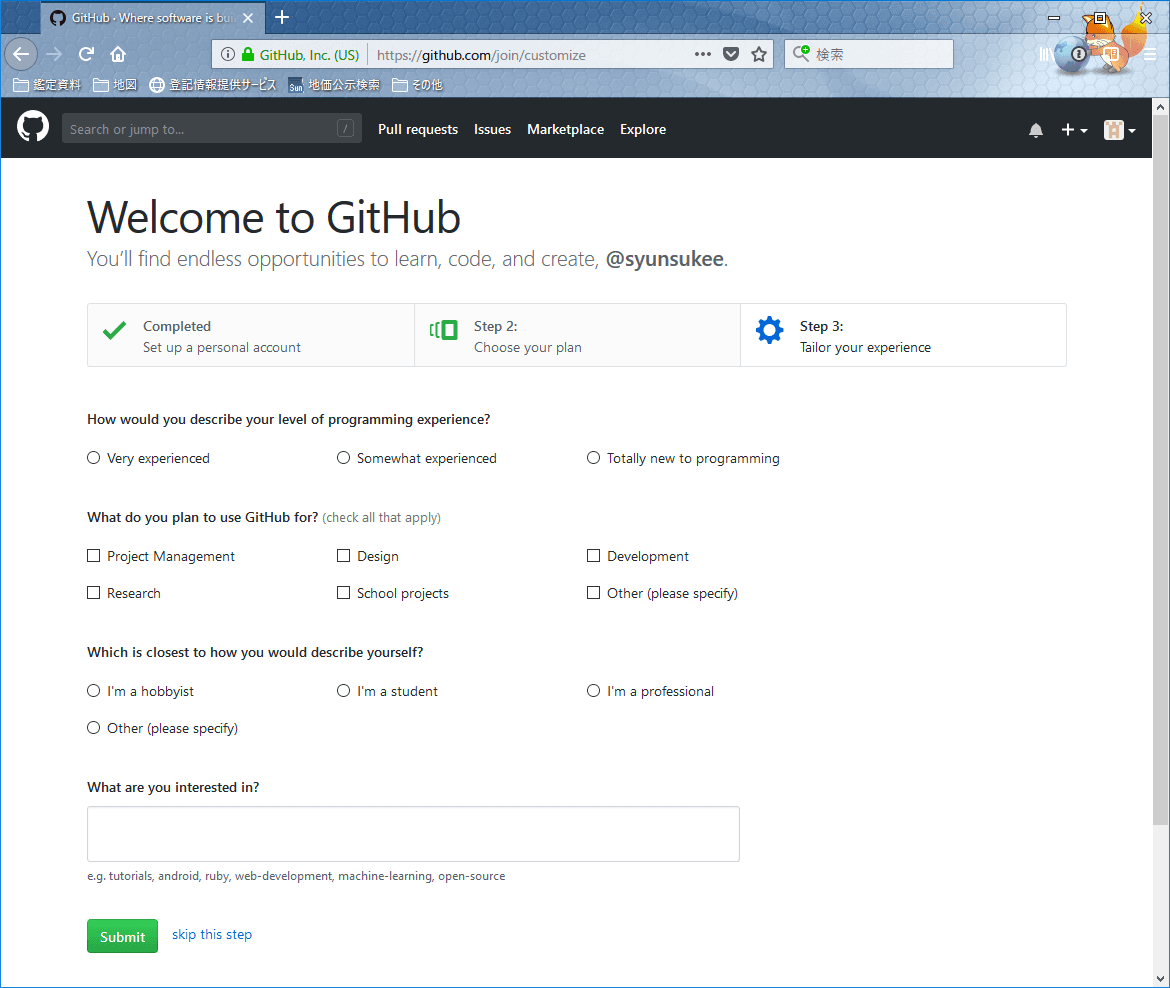 GitHub · Where software is bui
GitHub, Inc. (US) https://github.com/join/customize 検索
鑑定資料 地図 登記情報提供サービス Sun 地価公示検索 その他
Search or jump to... / Pull requests Issues Marketplace Explore
Welcome to GitHub
You’ll find endless opportunities to learn, code, and create, @syunsukee.
Completed
Set up a personal account
Step 2:
Choose your plan
Step 3:
Tailor your experience
How would you describe your level of programming experience?
Very experienced Somewhat experienced Totally new to programming
What do you plan to use GitHub for? (check all that apply)
Project Management Design Development
Research School projects Other (please specify)
Which is closest to how you would describe yourself?
I'm a hobbyist I'm a student I'm a professional
Other (please specify)
What are you interested in?
e.g. tutorials, android, ruby, web-development, machine-learning, open-source
Submit skip this step